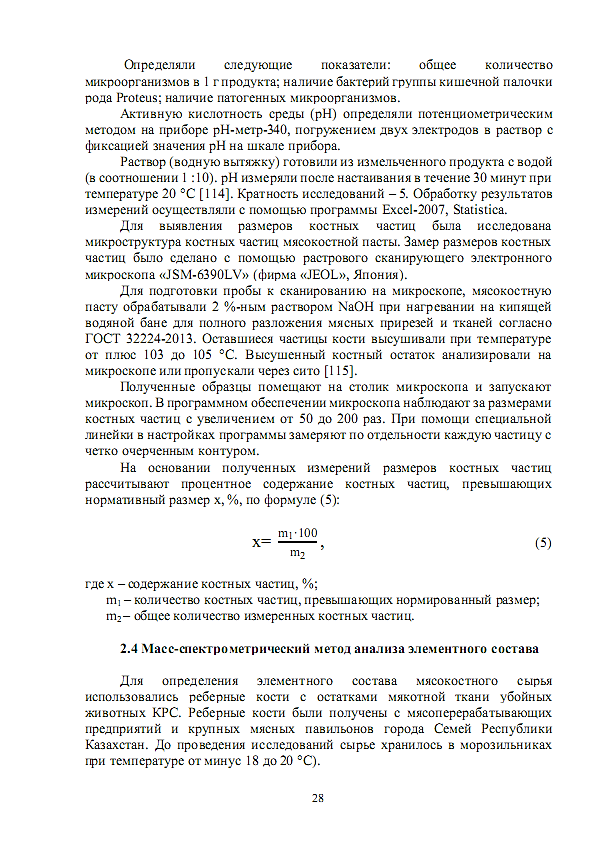 Определяли следующие показатели: общее количество
микроорганизмов в 1 г продукта; наличие бактерий группы кишечной палочки
рода Proteus; наличие патогенных микроорганизмов.
Активную кислотность среды (рН) определяли потенциометрическим
методом на приборе рН-метр-340, погружением двух электродов в раствор с
фиксацией значения рН на шкале прибора.
Раствор (водную вытяжку) готовили из измельченного продукта с водой
(в соотношении 1 :10). рН измеряли после настаивания в течение 30 минут при
температуре 20 °С [114]. Кратность исследований – 5. Обработку результатов
измерений осуществляли с помощью программы Excel-2007, Statistica.
Для выявления размеров костных частиц была исследована
микроструктура костных частиц мясокостной пасты. Замер размеров костных
частиц было сделано с помощью растрового сканирующего электронного
микроскопа «JSM-6390LV» (фирма «JEOL», Япония).
Для подготовки пробы к сканированию на микроскопе, мясокостную
пасту обрабатывали 2 %-ным раствором NaOH при нагревании на кипящей
водяной бане для полного разложения мясных прирезей и тканей согласно
ГОСТ 32224-2013. Оставшиеся частицы кости высушивали при температуре
от плюс 103 до 105 °С. Высушенный костный остаток анализировали на
микроскопе или пропускали через сито [115].
Полученные образцы помещают на столик микроскопа и запускают
микроскоп. В программном обеспечении микроскопа наблюдают за размерами
костных частиц с увеличением от 50 до 200 раз. При помощи специальной
линейки в настройках программы замеряют по отдельности каждую частицу с
четко очерченным контуром.
На основании полученных измерений размеров костных частиц
рассчитывают процентное содержание костных частиц, превышающих
нормативный размер х, %, по формуле (5):
x= m₁·100 / m₂ , (5)
где х – содержание костных частиц, %;
m₁ – количество костных частиц, превышающих нормированный размер;
m₂ – общее количество измеренных костных частиц.
2.4 Масс-спектрометрический метод анализа элементного состава
Для определения элементного состава мясокостного сырья
использовались реберные кости с остатками мякотной ткани убойных
животных КРС. Реберные кости были получены с мясоперерабатывающих
предприятий и крупных мясных павильонов города Семей Республики
Казахстан. До проведения исследований сырье хранилось в морозильниках
при температуре от минус 18 до 20 °С).
28